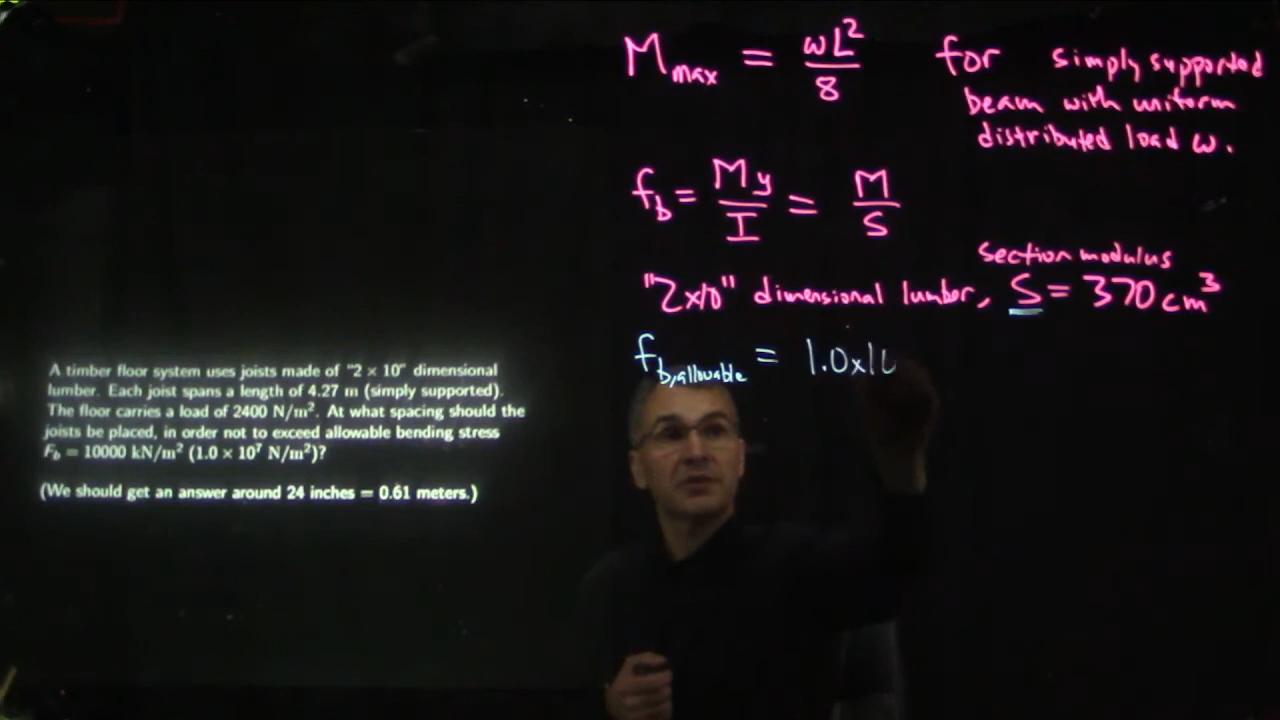 M max = ωL² / 8 for simply supported
beam with uniform
distributed load ω.
f b = My / I = M / S
section modulus
"2x10" dimensional lumber, S = 370 cm³
f b,allowable = 1.0x10
A timber floor system uses joists made of "2 × 10" dimensional
lumber. Each joist spans a length of 4.27 m (simply supported).
The floor carries a load of 2400 N/m². At what spacing should the
joists be placed, in order not to exceed allowable bending stress
F_b = 10000 kN/m² (1.0 × 10⁷ N/m²)?
(We should get an answer around 24 inches = 0.61 meters.)